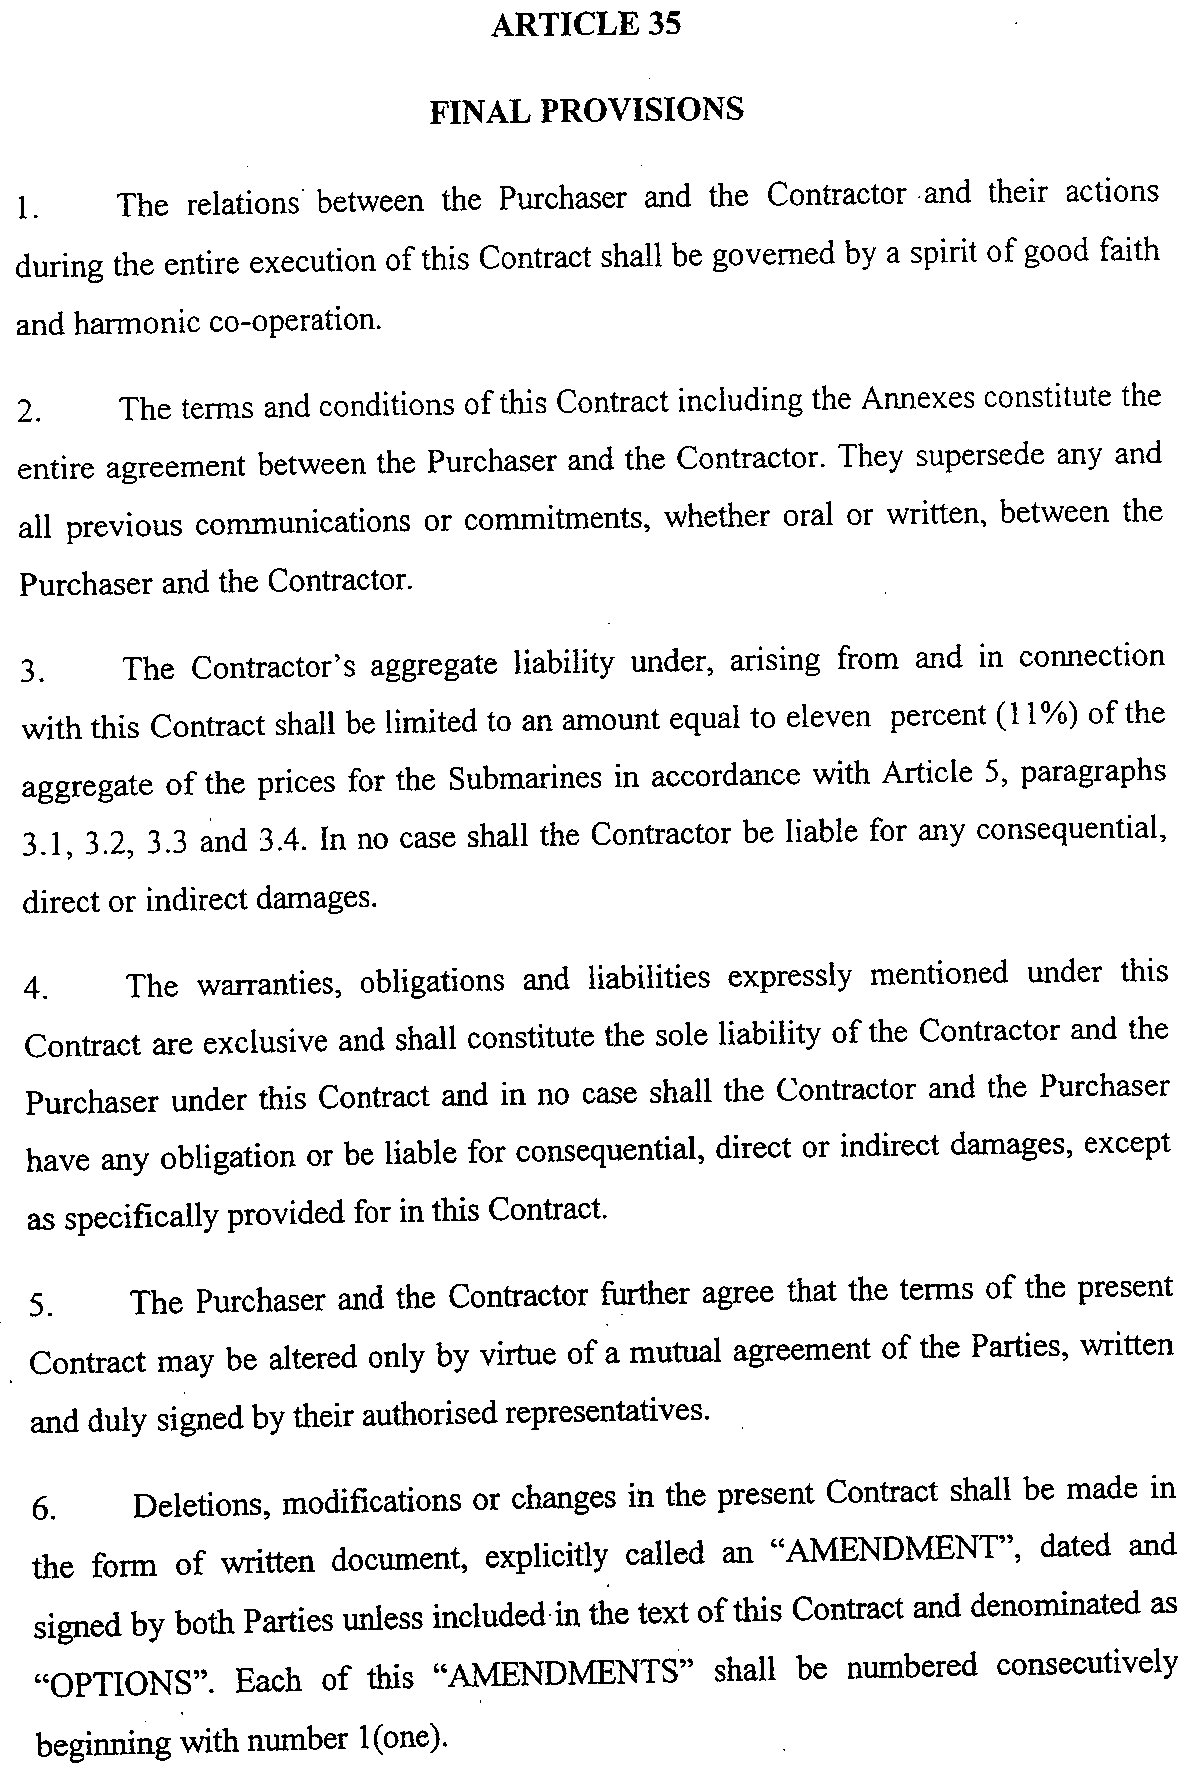 ARTICLE 35
FINAL PROVISIONS
1. The relations between the Purchaser and the Contractor and their actions
during the entire execution of this Contract shall be governed by a spirit of good faith
and harmonic co-operation.
2. The terms and conditions of this Contract including the Annexes constitute the
entire agreement between the Purchaser and the Contractor. They supersede any and
all previous communications or commitments, whether oral or written, between the
Purchaser and the Contractor.
3. The Contractor’s aggregate liability under, arising from and in connection
with this Contract shall be limited to an amount equal to eleven percent (11%) of the
aggregate of the prices for the Submarines in accordance with Article 5, paragraphs
3.1, 3.2, 3.3 and 3.4. In no case shall the Contractor be liable for any consequential,
direct or indirect damages.
4. The warranties, obligations and liabilities expressly mentioned under this
Contract are exclusive and shall constitute the sole liability of the Contractor and the
Purchaser under this Contract and in no case shall the Contractor and the Purchaser
have any obligation or be liable for consequential, direct or indirect damages, except
as specifically provided for in this Contract.
5. The Purchaser and the Contractor further agree that the terms of the present
Contract may be altered only by virtue of a mutual agreement of the Parties, written
and duly signed by their authorised representatives.
6. Deletions, modifications or changes in the present Contract shall be made in
the form of written document, explicitly called an “AMENDMENT”, dated and
signed by both Parties unless included in the text of this Contract and denominated as
“OPTIONS”. Each of this “AMENDMENTS” shall be numbered consecutively
beginning with number 1(one).